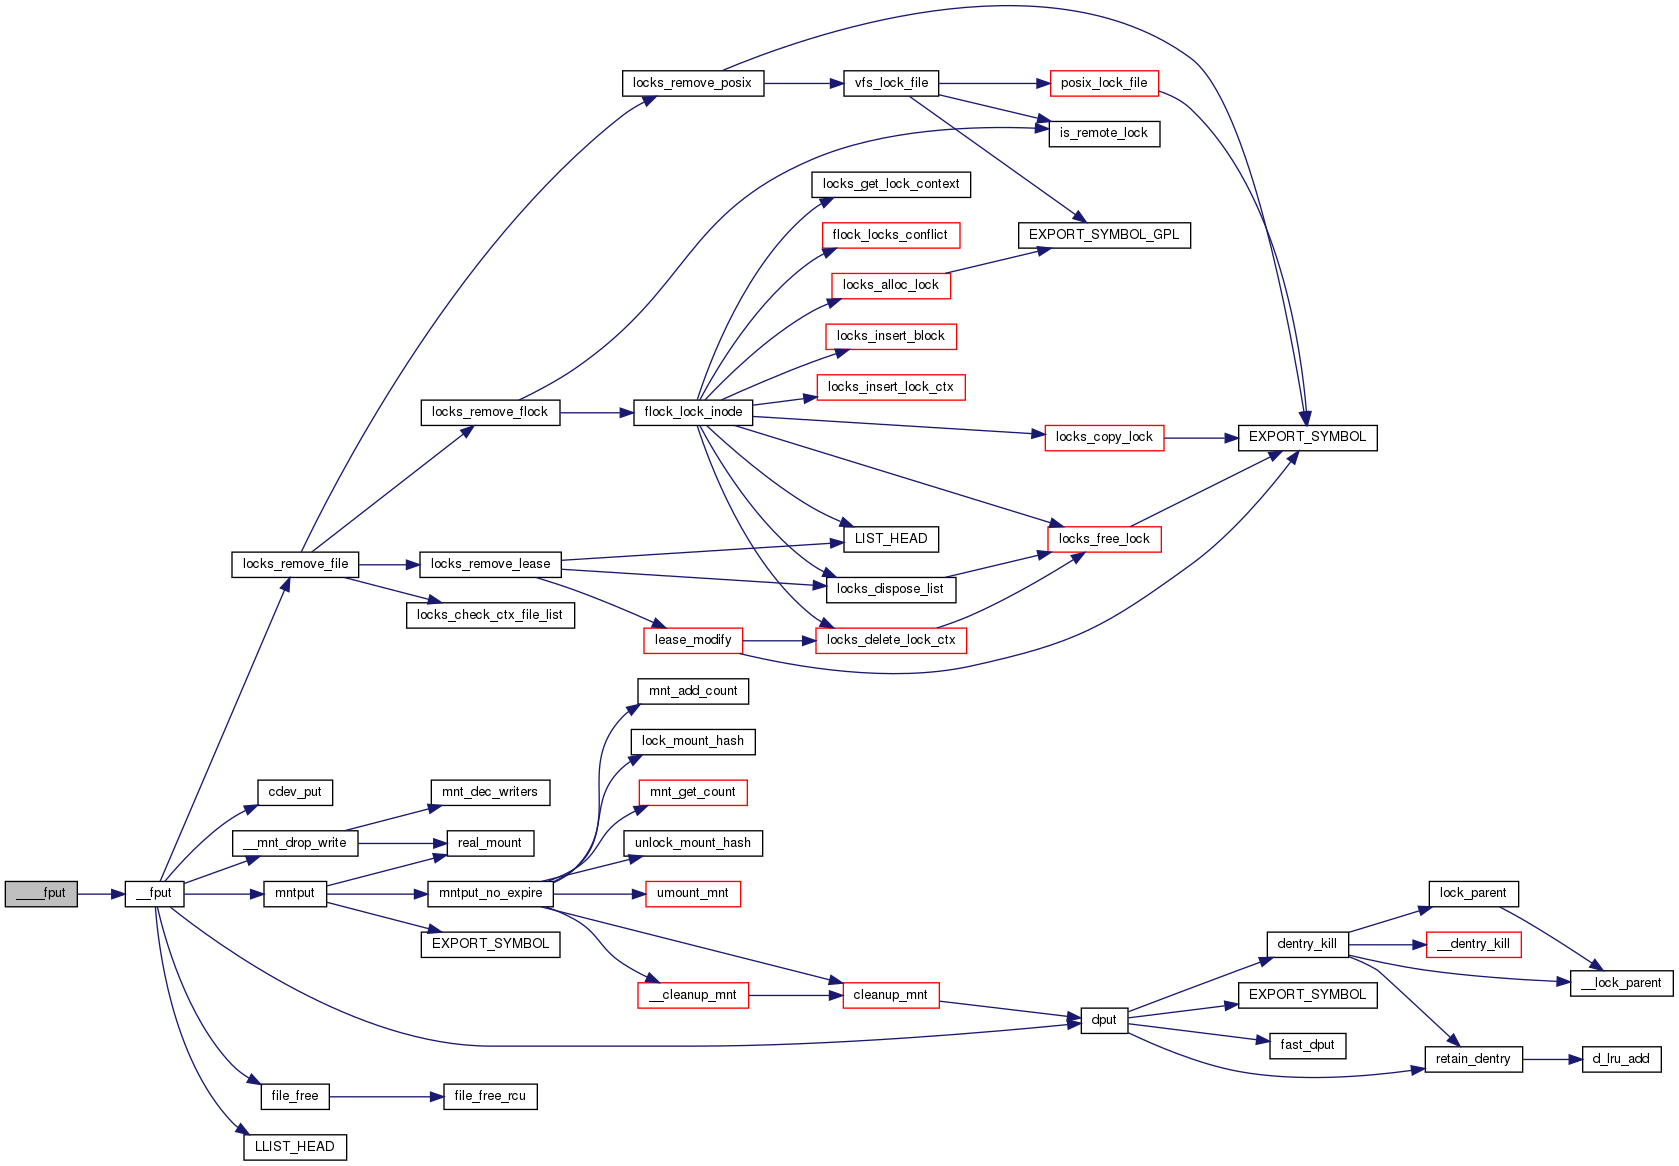 locks_remove_posix
vfs_lock_file
posix_lock_file
is_remote_lock
locks_get_lock_context
flock_locks_conflict
EXPORT_SYMBOL_GPL
locks_alloc_lock
locks_insert_block
locks_insert_lock_ctx
locks_remove_flock
flock_lock_inode
locks_copy_lock
EXPORT_SYMBOL
LIST_HEAD
locks_free_lock
locks_remove_file
locks_remove_lease
locks_dispose_list
locks_check_ctx_file_list
lease_modify
locks_delete_lock_ctx
mnt_add_count
lock_mount_hash
cdev_put
mnt_dec_writers
mnt_get_count
__mnt_drop_write
real_mount
unlock_mount_hash
____fput
__fput
mntput
mntput_no_expire
umount_mnt
lock_parent
EXPORT_SYMBOL
dentry_kill
__dentry_kill
__lock_parent
__cleanup_mnt
cleanup_mnt
EXPORT_SYMBOL
dput
fast_dput
retain_dentry
d_lru_add
file_free
file_free_rcu
LLIST_HEAD